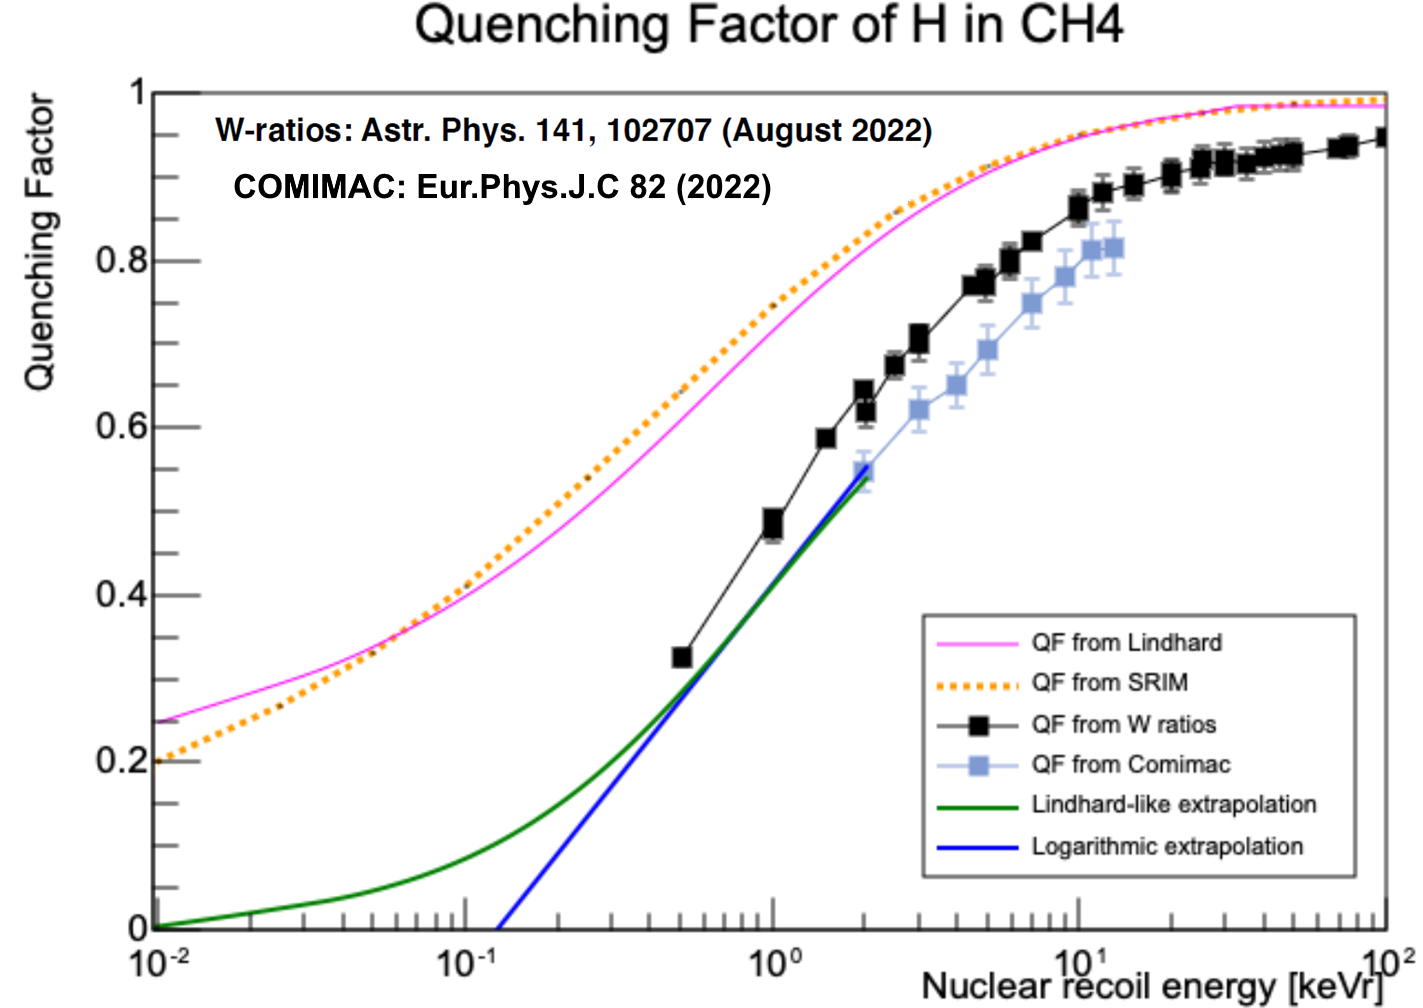 Quenching Factor of H in CH4
Quenching Factor
1
0.8
0.6
0.4
0.2
0
W-ratios: Astr. Phys. 141, 102707 (August 2022)
COMIMAC: Eur.Phys.J.C 82 (2022)
QF from Lindhard
QF from SRIM
QF from W ratios
QF from Comimac
Lindhard-like extrapolation
Logarithmic extrapolation
10⁻² 10⁻¹ 10⁰ 10¹ 10²
Nuclear recoil energy [keVr]